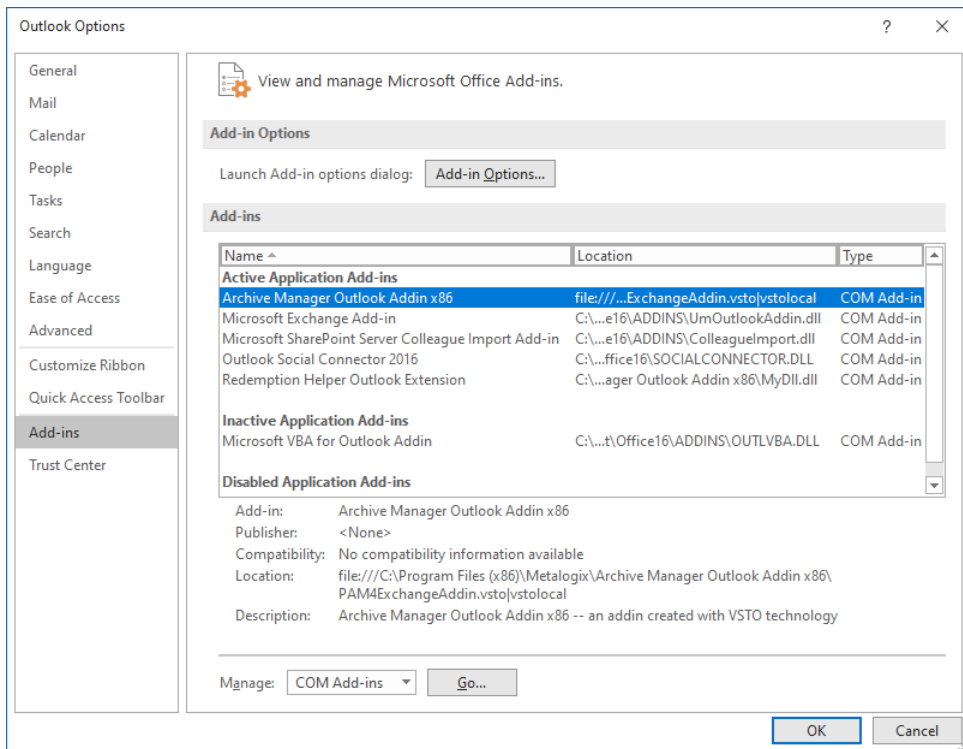 Outlook Options
General
Mail
Calendar
People
Tasks
Search
Language
Ease of Access
Advanced
Customize Ribbon
Quick Access Toolbar
Add-ins
Trust Center
View and manage Microsoft Office Add-ins.
Add-in Options
Launch Add-in options dialog: Add-in Options...
Add-ins
Name Location Type
Active Application Add-ins
Archive Manager Outlook Addin x86 file:///...ExchangeAddin.vsto|vstolocal COM Add-in
Microsoft Exchange Add-in C:\...e16\ADDINS\UmOutlookAddin.dll COM Add-in
Microsoft SharePoint Server Colleague Import Add-in C:\...e16\ADDINS\ColleagueImport.dll COM Add-in
Outlook Social Connector 2016 C:\...ffice16\SOCIALCONNECTOR.DLL COM Add-in
Redemption Helper Outlook Extension C:\...ager Outlook Addin x86\MyDll.dll COM Add-in
Inactive Application Add-ins
Microsoft VBA for Outlook Addin C:\...t\Office16\ADDINS\OUTLVBA.DLL COM Add-in
Disabled Application Add-ins
Add-in: Archive Manager Outlook Addin x86
Publisher: <None>
Compatibility: No compatibility information available
Location: file:///C:\Program Files (x86)\Metalogix\Archive Manager Outlook Addin x86\
PAM4ExchangeAddin.vsto|vstolocal
Description: Archive Manager Outlook Addin x86 -- an addin created with VSTO technology
Manage: COM Add-ins Go...
OK Cancel